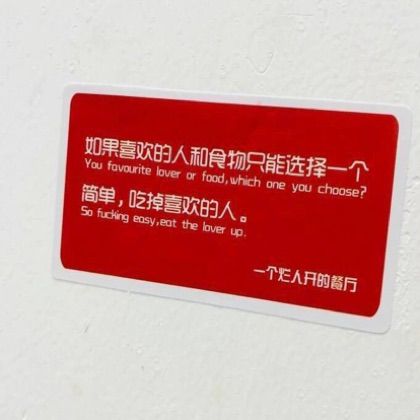 如果喜欢的人和食物只能选择一个
You favourite lover or food,which one you choose?
简单，吃掉喜欢的人。
So fucking easy,eat the lover up.
一个烂人开的餐厅